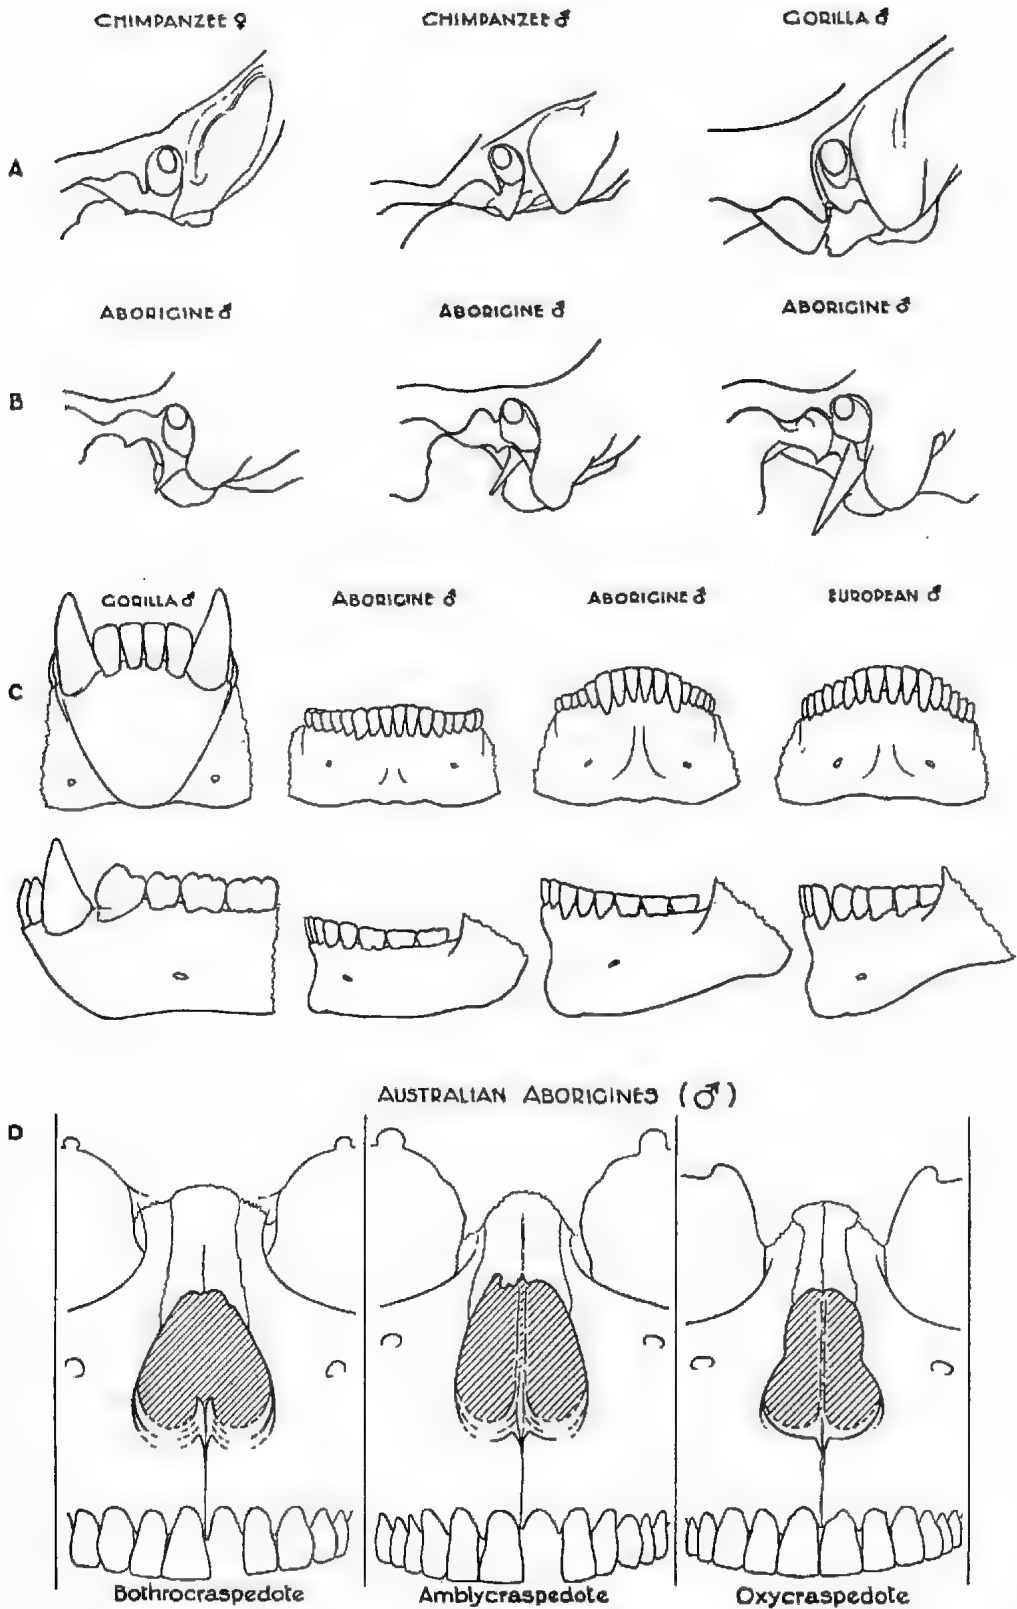 CHIMPANZEE ♀ CHIMPANZEE ♂ GORILLA ♂
A
ABORIGINE ♂ ABORIGINE ♂ ABORIGINE ♂
B
GORILLA ♂ ABORIGINE ♂ ABORIGINE ♂ EUROPEAN ♂
C
AUSTRALIAN ABORIGINES (♂)
D
Bothrocraspedote Amblycraspedote Oxycraspedote